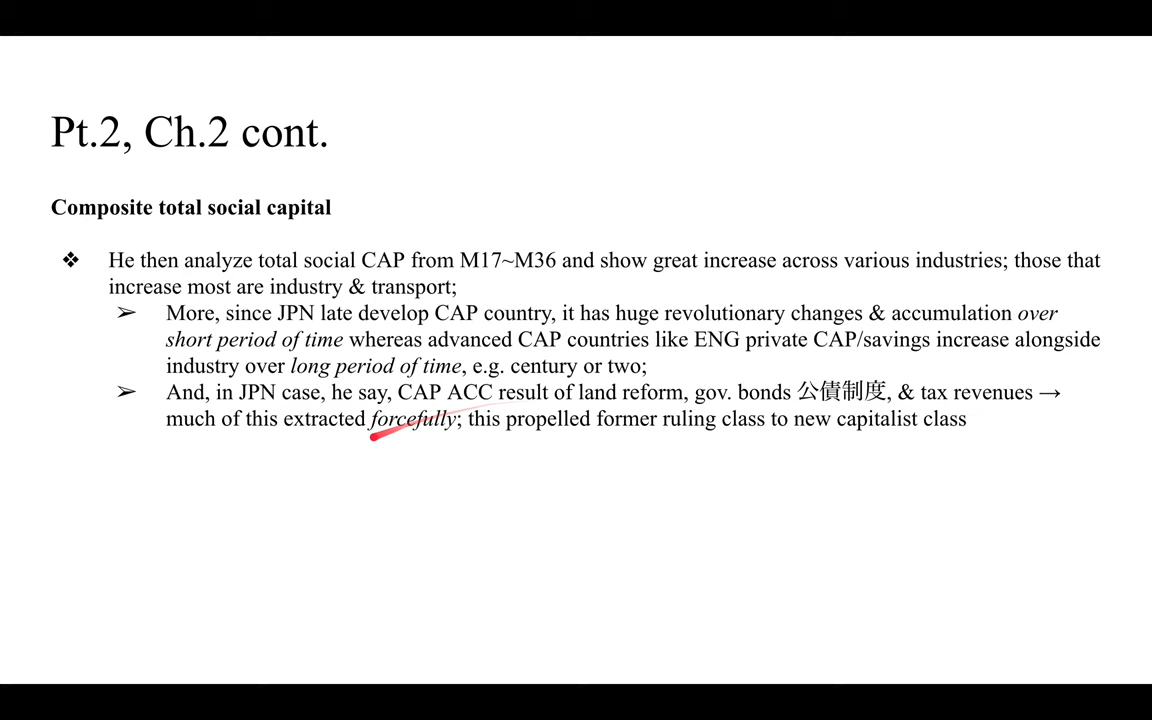 Pt.2, Ch.2 cont.
Composite total social capital
❖ He then analyze total social CAP from M17~M36 and show great increase across various industries; those that
increase most are industry & transport;
➢ More, since JPN late develop CAP country, it has huge revolutionary changes & accumulation over
short period of time whereas advanced CAP countries like ENG private CAP/savings increase alongside
industry over long period of time, e.g. century or two;
➢ And, in JPN case, he say, CAP ACC result of land reform, gov. bonds 公債制度, & tax revenues →
much of this extracted forcefully; this propelled former ruling class to new capitalist class